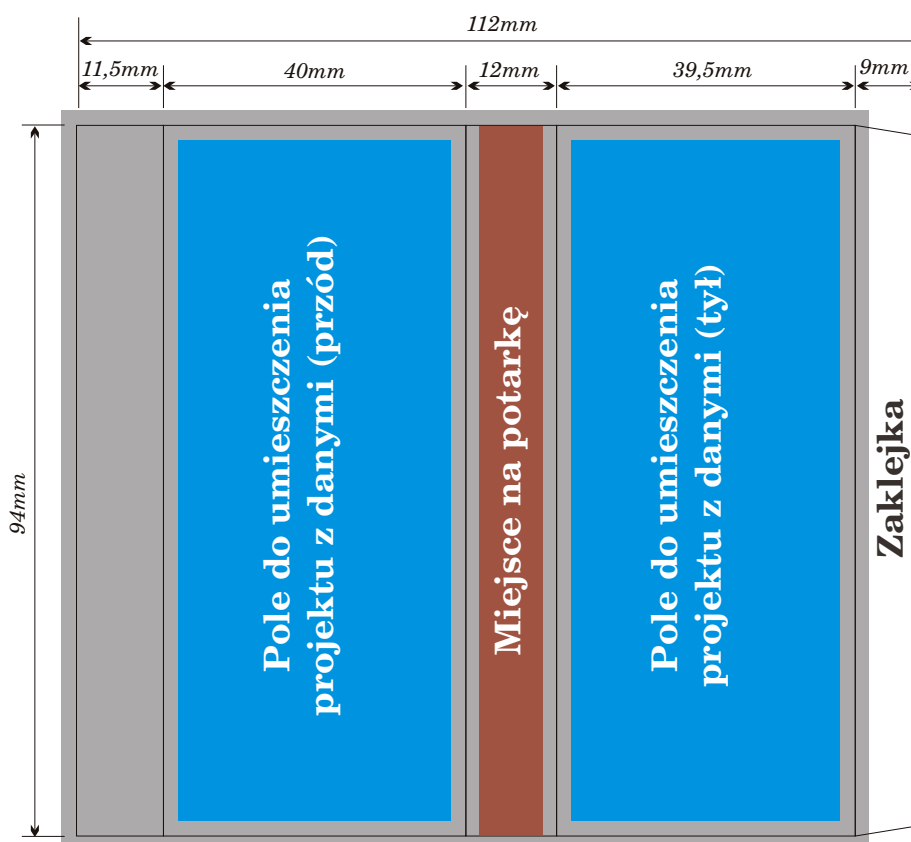 112mm
11,5mm
40mm
12mm
39,5mm
9mm
94mm
Pole do umieszczenia
projektu z danymi (przód)
Miejsce na potarkę
Pole do umieszczenia
projektu z danymi (tył)
Zaklejka